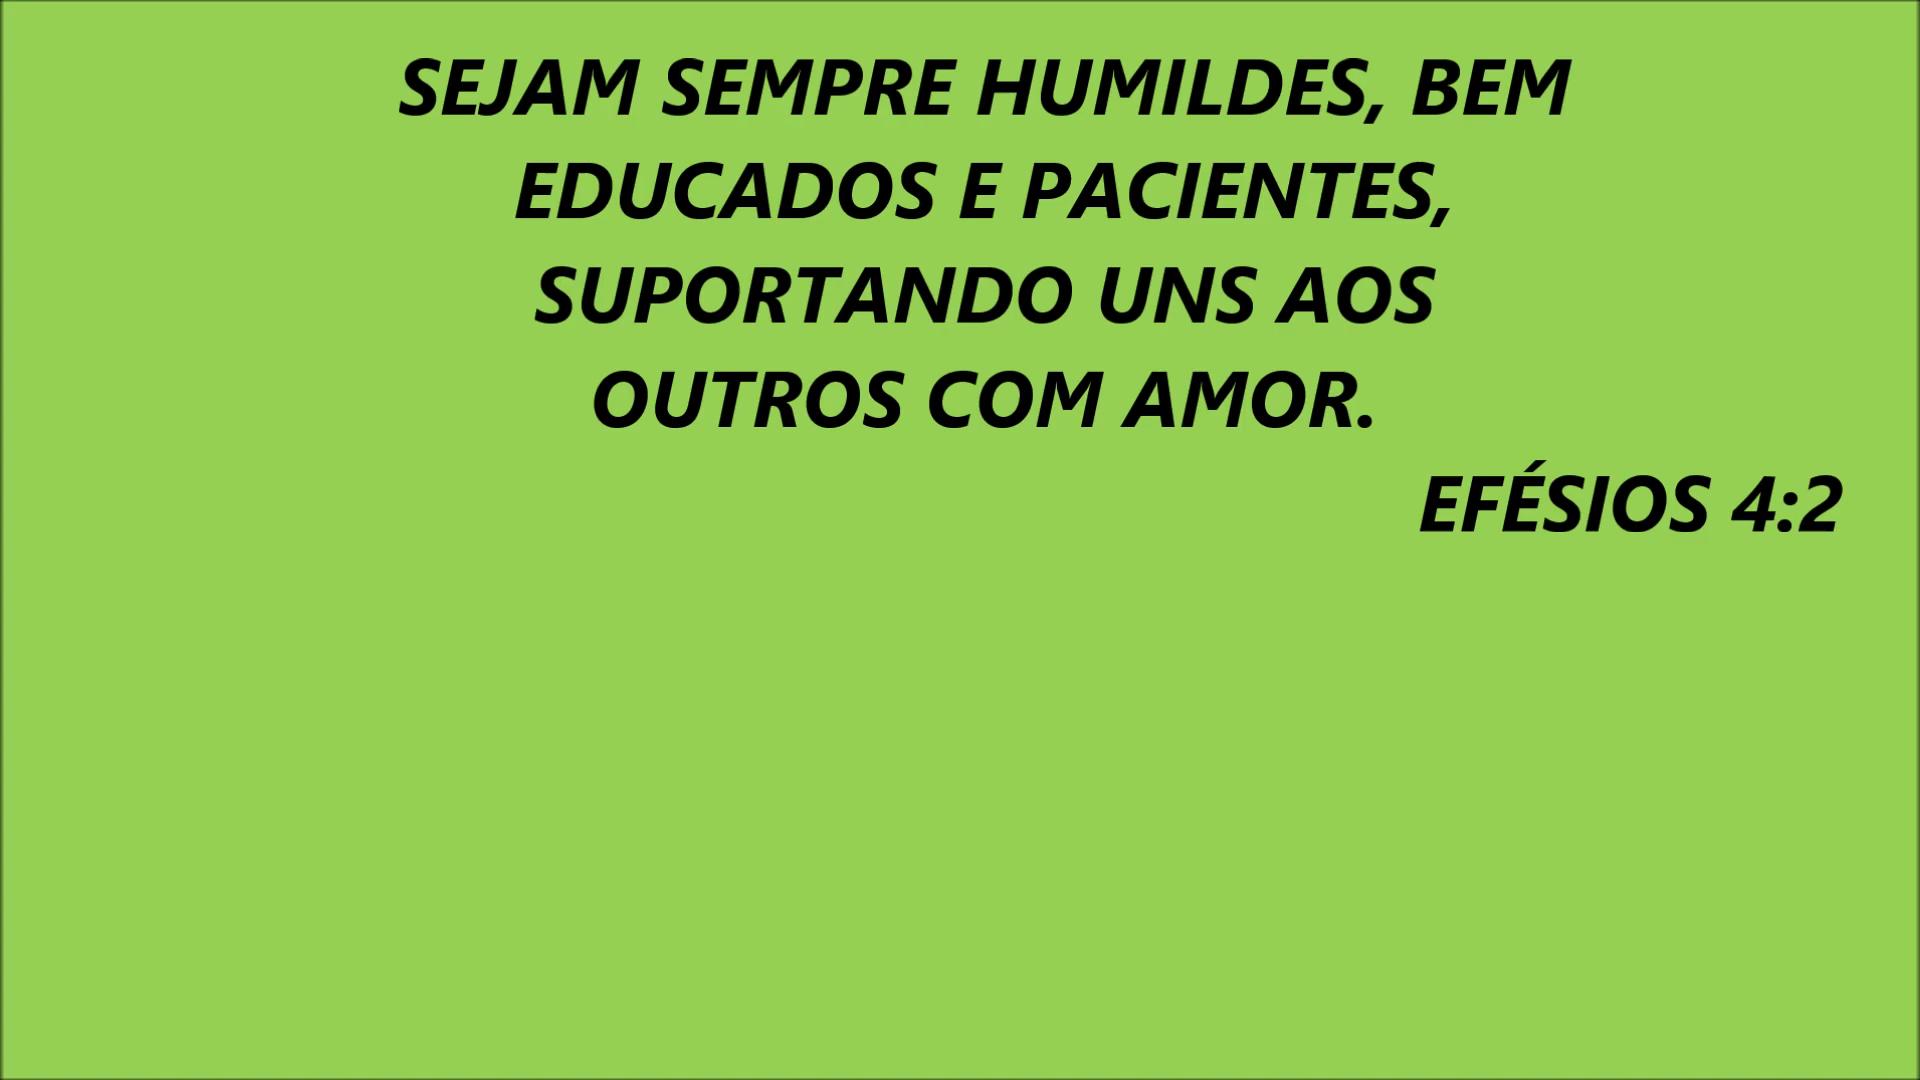 SEJAM SEMPRE HUMILDES, BEM
EDUCADOS E PACIENTES,
SUPORTANDO UNS AOS
OUTROS COM AMOR.
EFÉSIOS 4:2